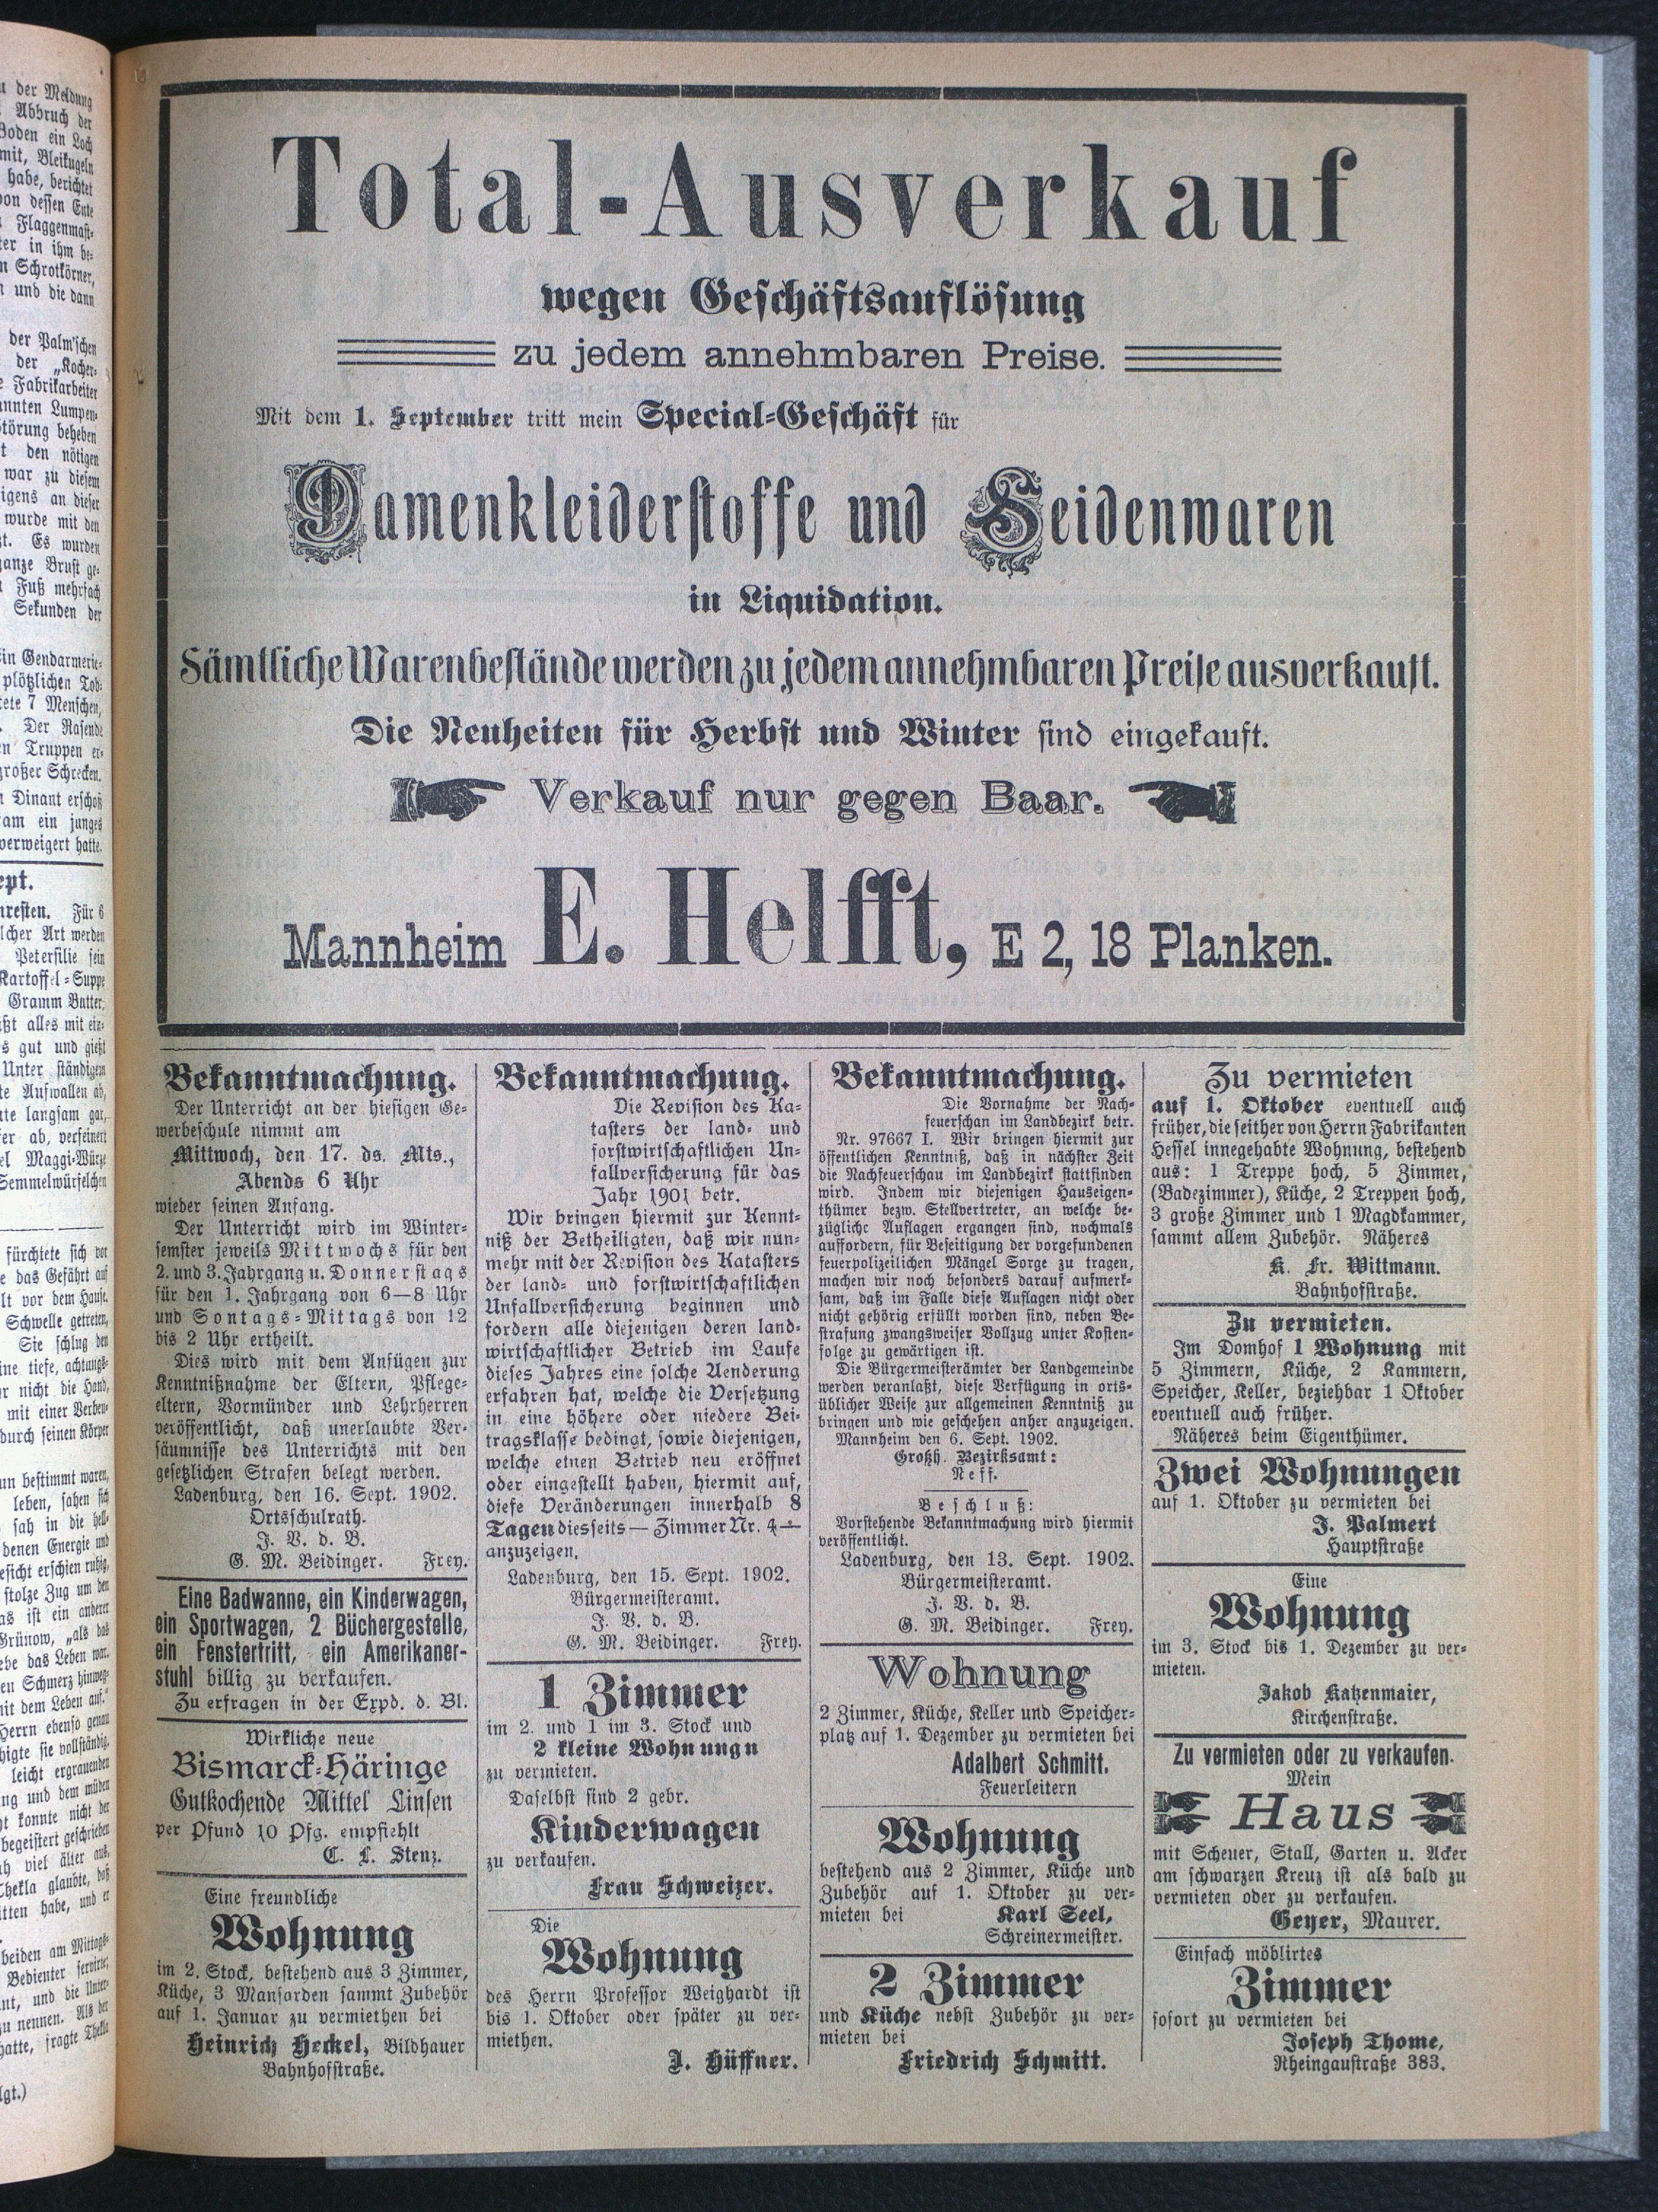 Total-Ausverkauf
wegen Geschäftsauflösung
zu jedem annehmbaren Preise.
Mit dem 1. September tritt mein Special-Geschäft für
Damenkleiderstoffe und Seidenwaren
in Liquidation.
Sämtliche Warenbestände werden zu jedem annehmbaren Preise ausverkauft.
Die Neuheiten für Herbst und Winter sind eingekauft.
Verkauf nur gegen Baar.
Mannheim E. Helfft, E 2, 18 Planken.
Bekanntmachung.
Der Unterricht an der hiesigen Ge-
werbeschule nimmt am
Mittwoch, den 17. ds. Mts.,
Abends 6 Uhr
wieder seinen Anfang.
Der Unterricht wird im Winter-
semster jeweils Mittwochs für den
2. und 3. Jahrgang u. Donnerstags
für den 1. Jahrgang von 6—8 Uhr
und Sontags-Mittags von 12
bis 2 Uhr ertheilt.
Dies wird mit dem Anfügen zur
Kenntnißnahme der Eltern, Pflege-
eltern, Vormünder und Lehrherren
veröffentlicht, daß unerlaubte Ver-
säumnisse des Unterrichts mit den
gesetzlichen Strafen belegt werden.
Ladenburg, den 16. Sept. 1902.
Ortsschulrath.
J. V. d. B.
G. M. Beidinger. Frey.
Eine Badwanne, ein Kinderwagen,
ein Sportwagen, 2 Büchergestelle,
ein Fenstertritt, ein Amerikaner-
stuhl billig zu verkaufen.
Zu erfragen in der Expd. d. Bl.
Wirkliche neue
Bismarck-Häringe
Gutkochende Mittel Linsen
per Pfund 10 Pfg. empfiehlt
C. L. Stenz.
Eine freundliche
Wohnung
im 2. Stock, bestehend aus 3 Zimmer,
Küche, 3 Mansarden sammt Zubehör
auf 1. Januar zu vermiethen bei
Heinrich Heckel, Bildhauer
Bahnhofstraße.
Bekanntmachung.
Die Revision des Ka-
tasters der land- und
forstwirtschaftlichen Un-
fallversicherung für das
Jahr 1901 betr.
Wir bringen hiermit zur Kennt-
niß der Betheiligten, daß wir nun-
mehr mit der Revision des Katasters
der land- und forstwirtschaftlichen
Unfallversicherung beginnen und
fordern alle diejenigen deren land-
wirtschaftlicher Betrieb im Laufe
dieses Jahres eine solche Aenderung
erfahren hat, welche die Versetzung
in eine höhere oder niedere Bei-
tragsklasse bedingt, sowie diejenigen,
welche einen Betrieb neu eröffnet
oder eingestellt haben, hiermit auf,
diese Veränderungen innerhalb 8
Tagen diesseits — Zimmer Nr. 4 —
anzuzeigen.
Ladenburg, den 15. Sept. 1902.
Bürgermeisteramt.
J. V. d. B.
G. M. Beidinger. Frey.
1 Zimmer
im 2. und 1 im 3. Stock und
2 kleine Wohnungn
zu vermieten.
Daselbst sind 2 gebr.
Kinderwagen
zu verkaufen.
Frau Schweizer.
Die
Wohnung
des Herrn Professor Weighardt ist
bis 1. Oktober oder später zu ver-
miethen.
J. Hüffner.
Bekanntmachung.
Die Vornahme der Nach-
feuerschau im Landbezirk betr.
Nr. 97667 I. Wir bringen hiermit zur
öffentlichen Kenntniß, daß in nächster Zeit
die Nachfeuerschau im Landbezirk stattfinden
wird. Indem wir diejenigen Hauseigen-
thümer bezw. Stellvertreter, an welche be-
zügliche Auflagen ergangen sind, nochmals
auffordern, für Beseitigung der vorgefundenen
feuerpolizeilichen Mängel Sorge zu tragen,
machen wir noch besonders darauf aufmerk-
sam, daß im Falle diese Auflagen nicht oder
nicht gehörig erfüllt worden sind, neben Be-
strafung zwangsweiser Vollzug unter Kosten-
folge zu gewärtigen ist.
Die Bürgermeisterämter der Landgemeinde
werden veranlaßt, diese Verfügung in orts-
üblicher Weise zur allgemeinen Kenntniß zu
bringen und wie geschehen anher anzuzeigen.
Mannheim den 6. Sept. 1902.
Großh. Bezirksamt:
Neff.
Beschluß:
Vorstehende Bekanntmachung wird hiermit
veröffentlicht.
Ladenburg, den 13. Sept. 1902.
Bürgermeisteramt.
J. V. d. B.
G. M. Beidinger. Frey.
Wohnung
2 Zimmer, Küche, Keller und Speicher-
platz auf 1. Dezember zu vermieten bei
Adalbert Schmitt.
Feuerleitern
Wohnung
bestehend aus 2 Zimmer, Küche und
Zubehör auf 1. Oktober zu ver-
mieten bei Karl Seel,
Schreinermeister.
2 Zimmer
und Küche nebst Zubehör zu ver-
mieten bei
Friedrich Schmitt.
Zu vermieten
auf 1. Oktober eventuell auch
früher, die seither von Herrn Fabrikanten
Hessel innegehabte Wohnung, bestehend
aus: 1 Treppe hoch, 5 Zimmer,
(Badezimmer), Küche, 2 Treppen hoch,
3 große Zimmer und 1 Magdkammer,
sammt allem Zubehör. Näheres
K. Fr. Wittmann.
Bahnhofstraße.
Zu vermieten.
Im Domhof 1 Wohnung mit
5 Zimmern, Küche, 2 Kammern,
Speicher, Keller, beziehbar 1 Oktober
eventuell auch früher.
Näheres beim Eigenthümer.
Zwei Wohnungen
auf 1. Oktober zu vermieten bei
J. Palmert
Hauptstraße
Eine
Wohnung
im 3. Stock bis 1. Dezember zu ver-
mieten.
Jakob Katzenmaier,
Kirchenstraße.
Zu vermieten oder zu verkaufen.
Mein
Haus
mit Scheuer, Stall, Garten u. Acker
am schwarzen Kreuz ist als bald zu
vermieten oder zu verkaufen.
Geyer, Maurer.
Einfach möblirtes
Zimmer
sofort zu vermieten bei
Joseph Thome,
Rheingaustraße 383.